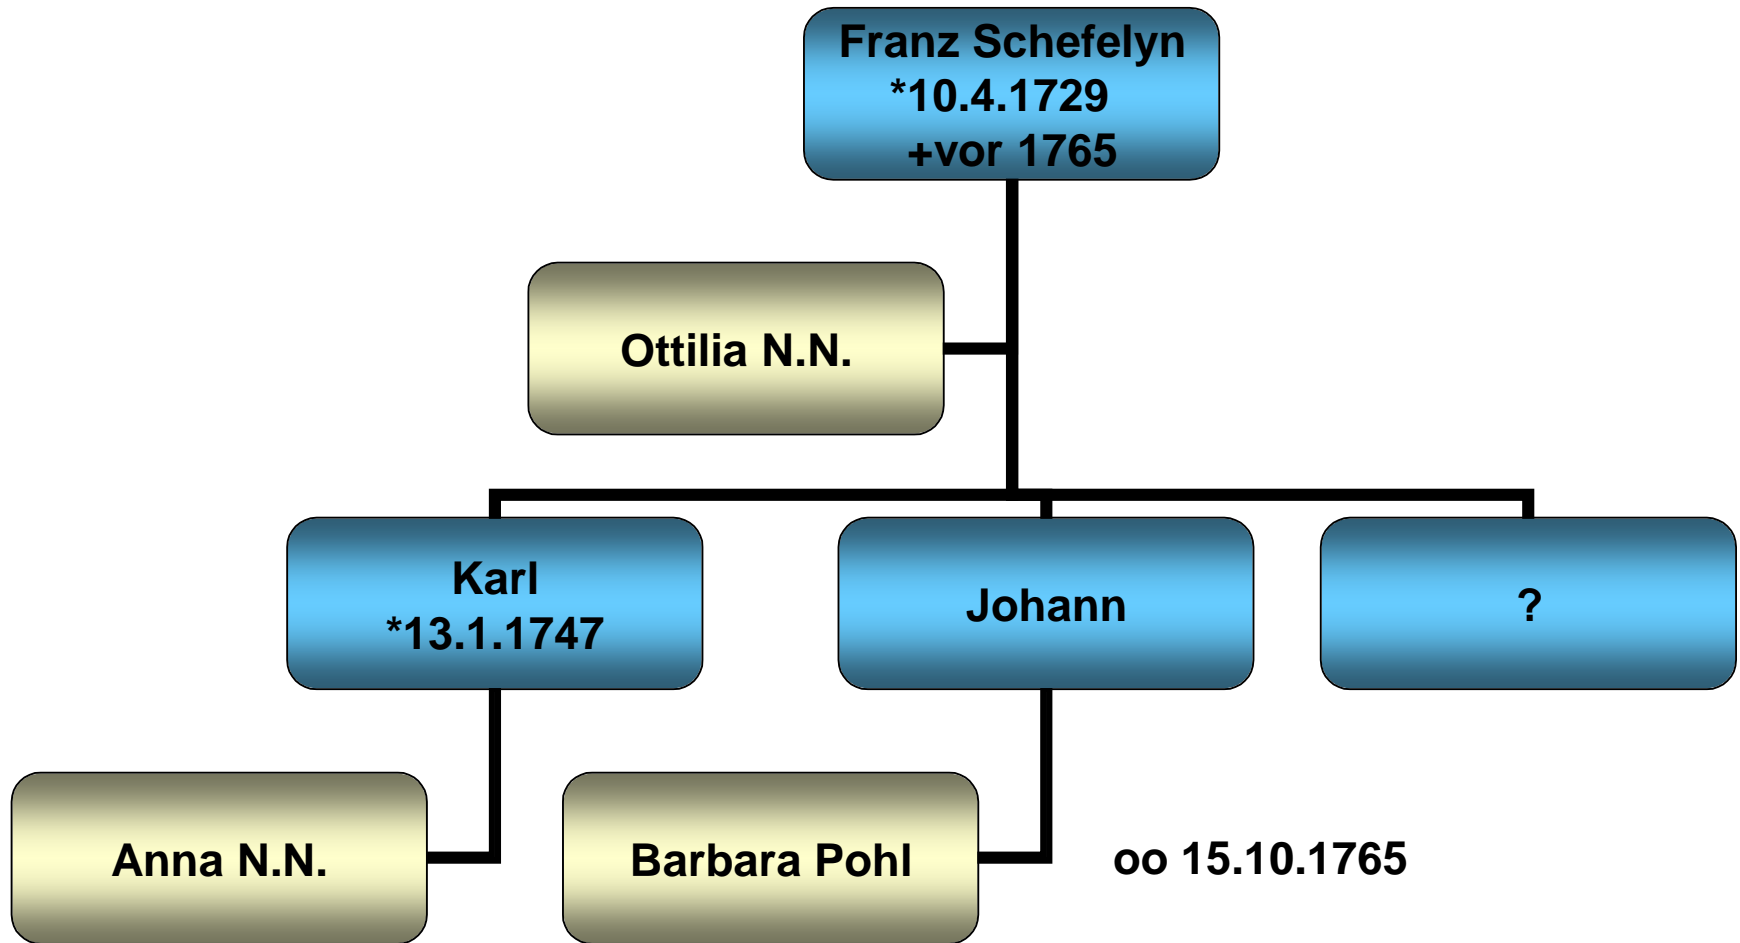 Franz Schefelyn
*10.4.1729
+vor 1765
Ottilia N.N.
Karl
*13.1.1747
Johann
?
Anna N.N.
Barbara Pohl
oo 15.10.1765